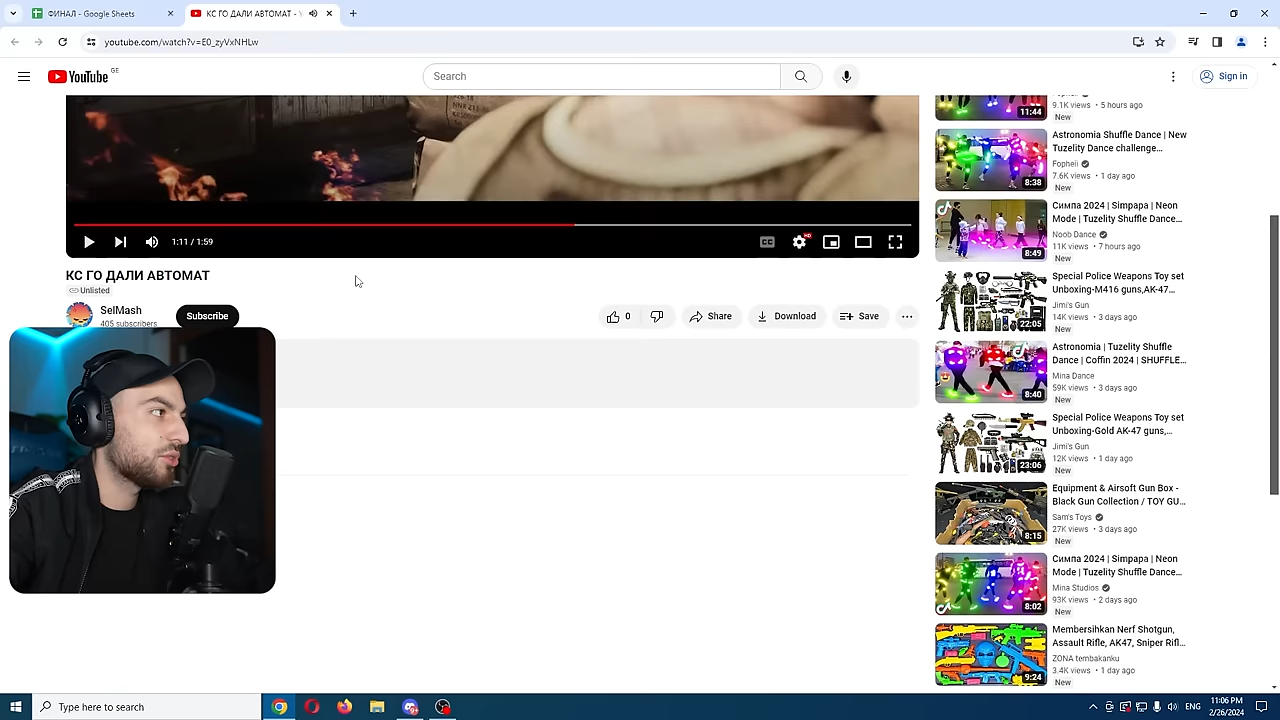 ФИНАЛ - Google Sheets
КС ГО ДАЛИ АВТОМАТ -
youtube.com/watch?v=E0_zyVxNHLw
YouTube
GE
Search
Sign in
NNR 21
1:11 / 1:59
CC
HD
КС ГО ДАЛИ АВТОМАТ
Unlisted
SelMash
405 subscribers
Subscribe
0
Share
Download
Save
9.1K views • 5 hours ago
New
11:44
Astronomia Shuffle Dance | New
Tuzelity Dance challenge...
Fopheii
7.6K views • 1 day ago
New
8:38
Симпа 2024 | Simpapa | Neon
Mode | Tuzelity Shuffle Dance...
Noob Dance
11K views • 7 hours ago
New
8:49
Special Police Weapons Toy set
Unboxing-M416 guns,AK-47...
Jimi's Gun
14K views • 3 days ago
New
22:05
Astronomia | Tuzelity Shuffle
Dance | Coffin 2024 | SHUFFLE...
Mina Dance
59K views • 3 days ago
New
8:40
Special Police Weapons Toy set
Unboxing-Gold AK-47 guns,...
Jimi's Gun
12K views • 1 day ago
New
23:06
Equipment & Airsoft Gun Box -
Black Gun Collection / TOY GU...
Sam's Toys
27K views • 3 days ago
New
8:15
Симпа 2024 | Simpapa | Neon
Mode | Tuzelity Shuffle Dance...
Mina Studios
93K views • 2 days ago
New
8:02
Membersihkan Nerf Shotgun,
Assault Rifle, AK47, Sniper Rifl...
ZONA tembakanku
3.4K views • 1 day ago
New
9:24
Type here to search
ENG
11:06 PM
2/26/2024